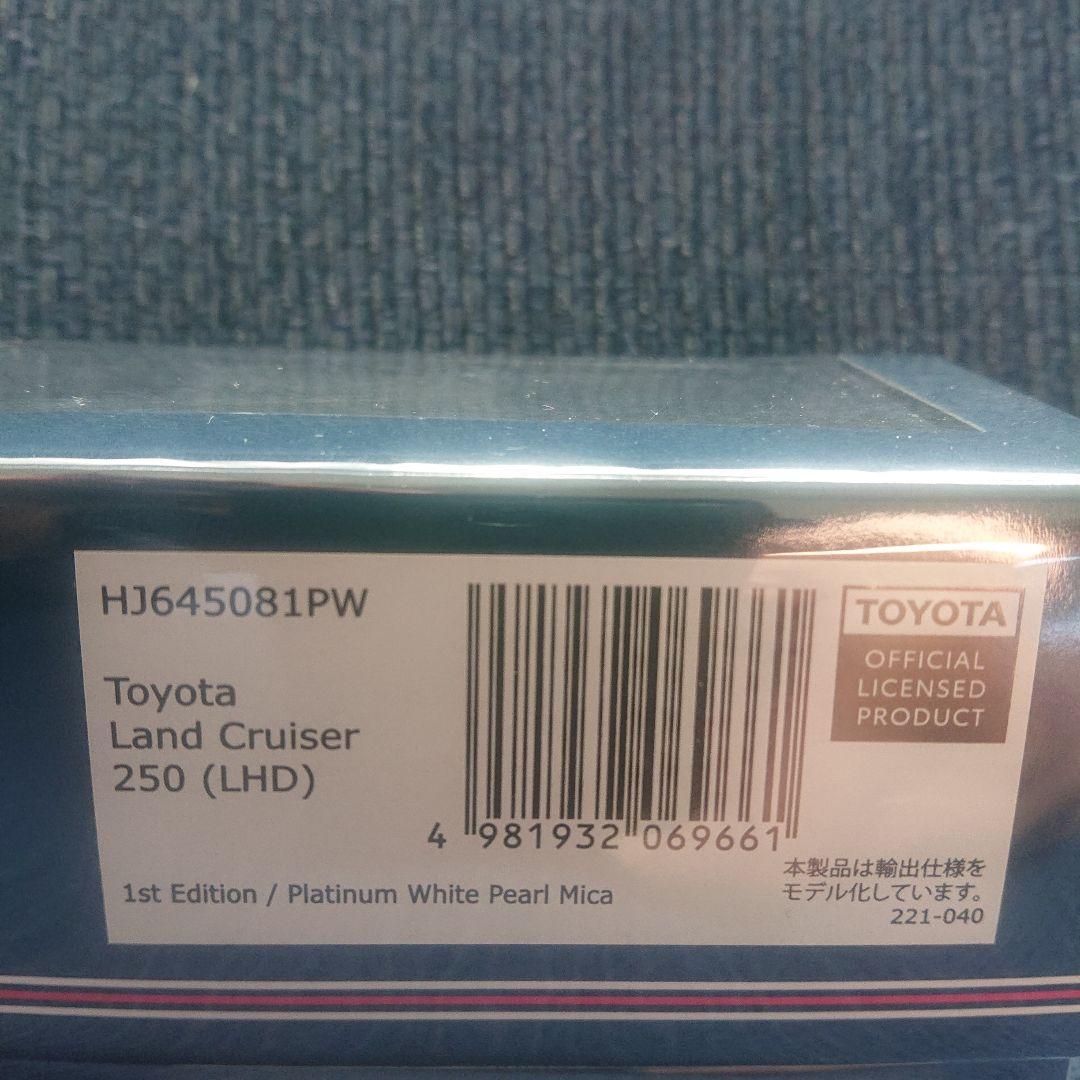 HJ645081PW
Toyota
Land Cruiser
250 (LHD)
4 981932 069661
1st Edition / Platinum White Pearl Mica
TOYOTA
OFFICIAL
LICENSED
PRODUCT
本製品は輸出仕様を
モデル化しています。
221-040